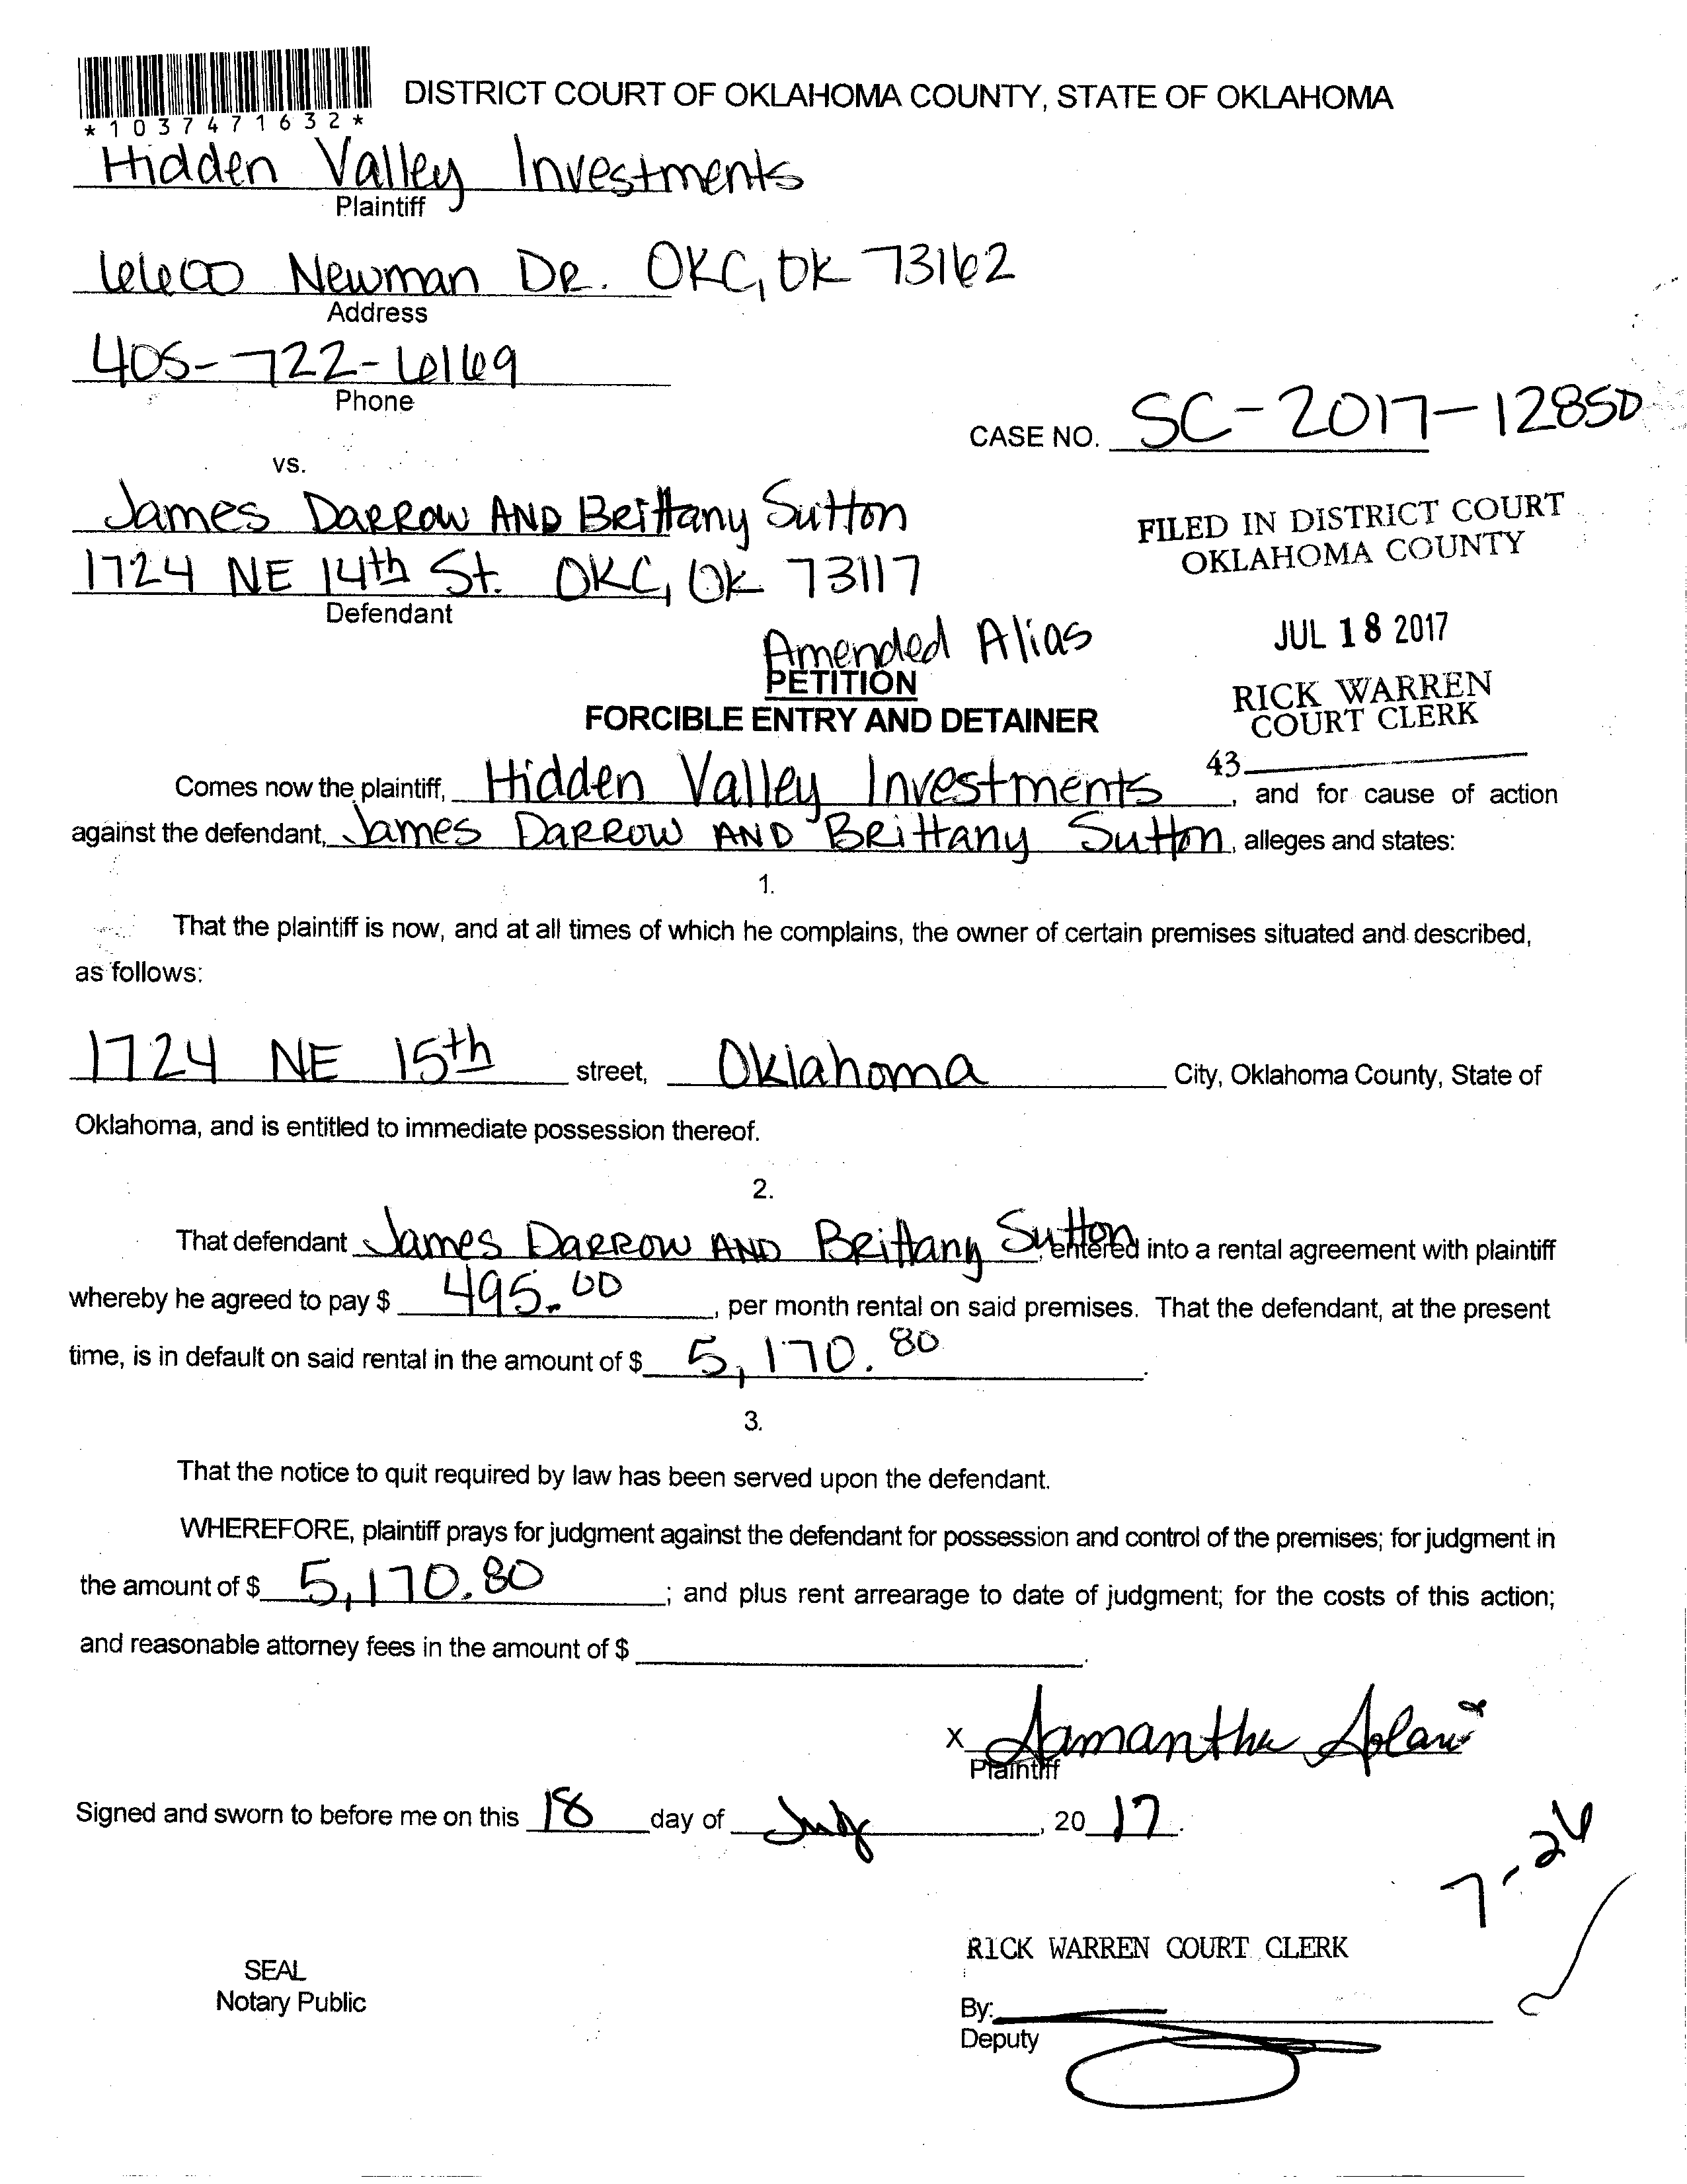 DISTRICT COURT OF OKLAHOMA COUNTY, STATE OF OKLAHOMA
*1037471632*
Hidden Valley Investments
Plaintiff
6600 Newman DR. OKC, OK 73162
Address
405-722-6169
Phone
CASE NO. SC-2017-12850
vs.
James DARROW AND BRittany Sutton
1724 NE 14th St. OKC, OK 73117
Defendant
FILED IN DISTRICT COURT
OKLAHOMA COUNTY
JUL 18 2017
RICK WARREN
COURT CLERK
43
Amended Alias
PETITION
FORCIBLE ENTRY AND DETAINER
Comes now the plaintiff, Hidden Valley Investments, and for cause of action
against the defendant, James DARROW AND BRittany Sutton, alleges and states:
1.
That the plaintiff is now, and at all times of which he complains, the owner of certain premises situated and described,
as follows:
1724 NE 15th street, Oklahoma City, Oklahoma County, State of
Oklahoma, and is entitled to immediate possession thereof.
2.
That defendant James DARROW AND BRittany Sutton, entered into a rental agreement with plaintiff
whereby he agreed to pay $ 495.00, per month rental on said premises. That the defendant, at the present
time, is in default on said rental in the amount of $ 5,170.80.
3.
That the notice to quit required by law has been served upon the defendant.
WHEREFORE, plaintiff prays for judgment against the defendant for possession and control of the premises; for judgment in
the amount of $ 5,170.80; and plus rent arrearage to date of judgment; for the costs of this action;
and reasonable attorney fees in the amount of $ .
X Samantha
Plaintiff
Signed and sworn to before me on this 18 day of July, 2017.
7-26
RICK WARREN COURT CLERK
SEAL
Notary Public
By:
Deputy